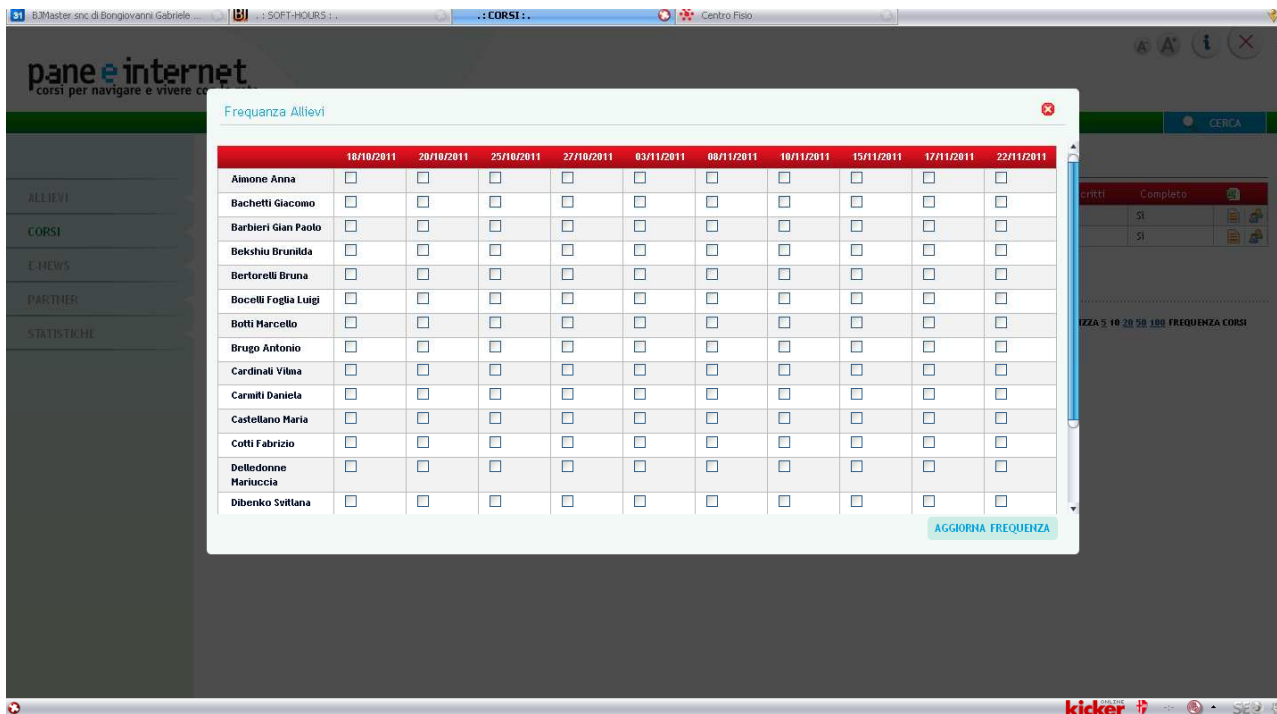 31 BJMaster snc di Bongiovanni Gabriele ...
BI .: SOFT-HOURS :.
.:CORSI:.
Centro Fisio
A- A+ i
pane e internet
corsi per navigare e vivere
Frequanza Allievi
CERCA
18/10/2011 20/10/2011 25/10/2011 27/10/2011 03/11/2011 08/11/2011 10/11/2011 15/11/2011 17/11/2011 22/11/2011
Aimone Anna
Bachetti Giacomo
Barbieri Gian Paolo
Bekshiu Brunilda
Bertorelli Bruna
Bocelli Foglia Luigi
Botti Marcello
Brugo Antonio
Cardinali Vilma
Carmiti Daniela
Castellano Maria
Cotti Fabrizio
Delledonne
Mariuccia
Dibenko Svitlana
AGGIORNA FREQUENZA
ALLIEVI
CORSI
E-NEWS
PARTNER
STATISTICHE
critti Completo
SI
SI
IZZA 5 10 20 50 100 FREQUENZA CORSI
kicker ONLINE
SEO